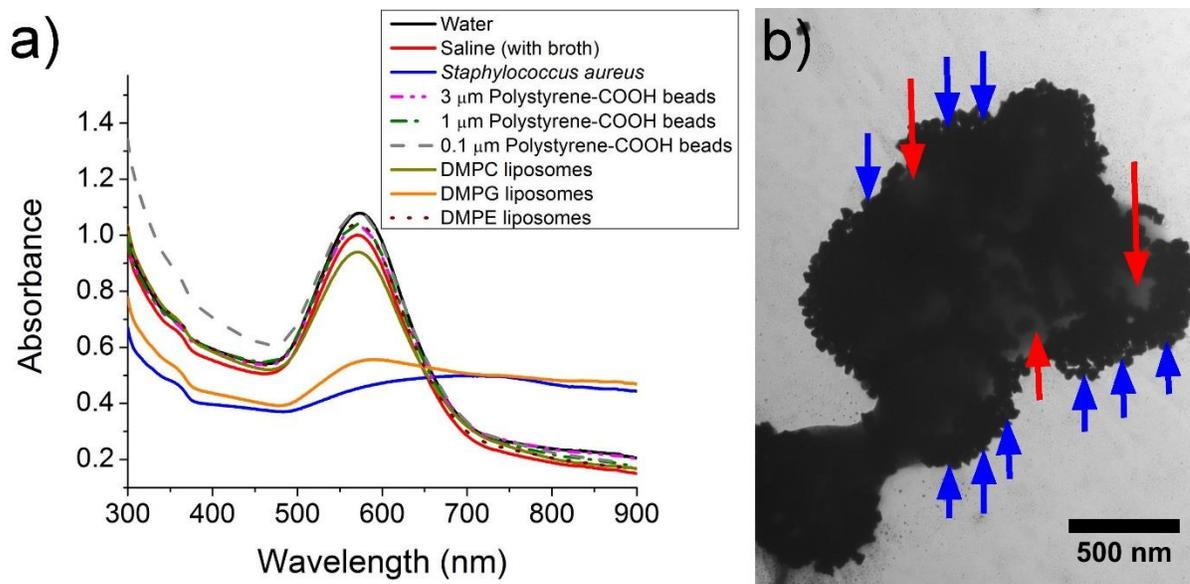 a)
Water
Saline (with broth)
Staphylococcus aureus
3 μm Polystyrene-COOH beads
1 μm Polystyrene-COOH beads
0.1 μm Polystyrene-COOH beads
DMPC liposomes
DMPG liposomes
DMPE liposomes
1.4
1.2
1.0
0.8
0.6
0.4
0.2
Absorbance
300 400 500 600 700 800 900
Wavelength (nm)
b)
500 nm